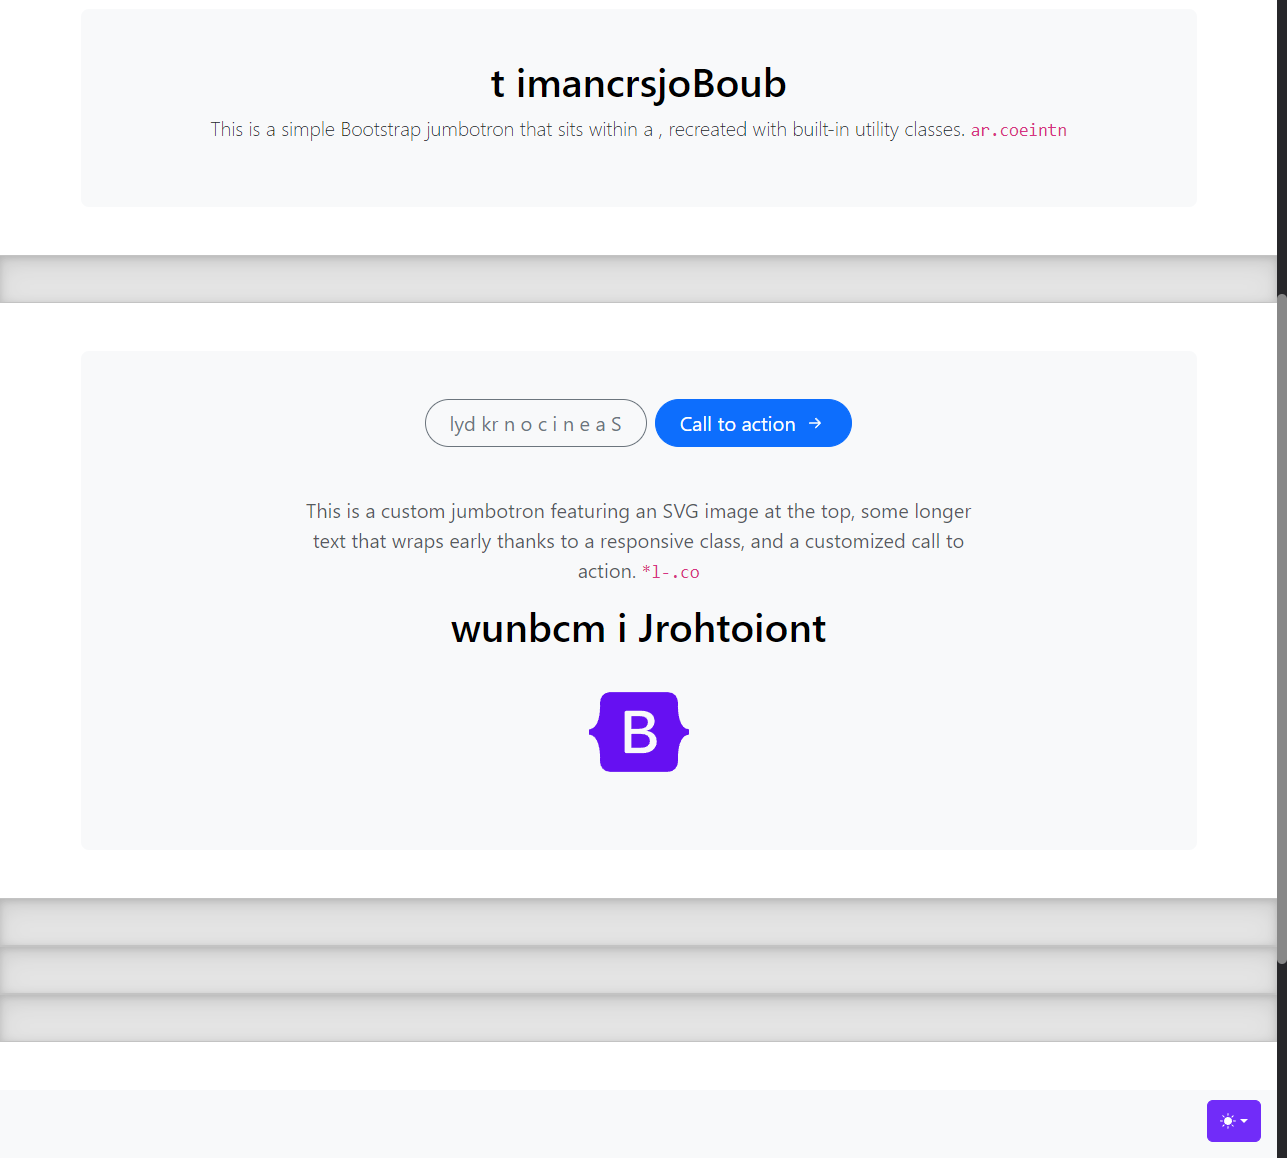 t imancrsjoBoub
This is a simple Bootstrap jumbotron that sits within a , recreated with built-in utility classes. ar.coeintn
lyd kr n o c i n e a S
Call to action
This is a custom jumbotron featuring an SVG image at the top, some longer
text that wraps early thanks to a responsive class, and a customized call to
action. *l-.co
wunbcm i Jrohtoiont
B